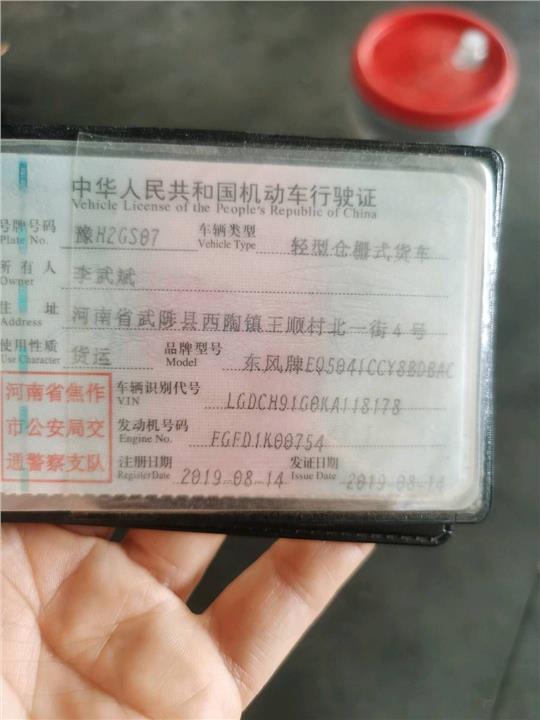 中华人民共和国机动车行驶证
Vehicle License of the People's Republic of China
号牌号码 Plate No. 豫H2GS07 车辆类型 Vehicle Type 轻型仓栅式货车
所有人 Owner 李武斌
住址 Address 河南省武陟县西陶镇王顺村北一街4号
使用性质 Use Character 货运 品牌型号 Model 东风牌EQ5041CCY8BDBAC
河南省焦作 车辆识别代号 VIN LGDCH91G0KA118178
市公安局交 发动机号码 Engine No. FGFD1K00754
通警察支队 注册日期 Register Date 2019-08-14 发证日期 Issue Date 2019-08-14